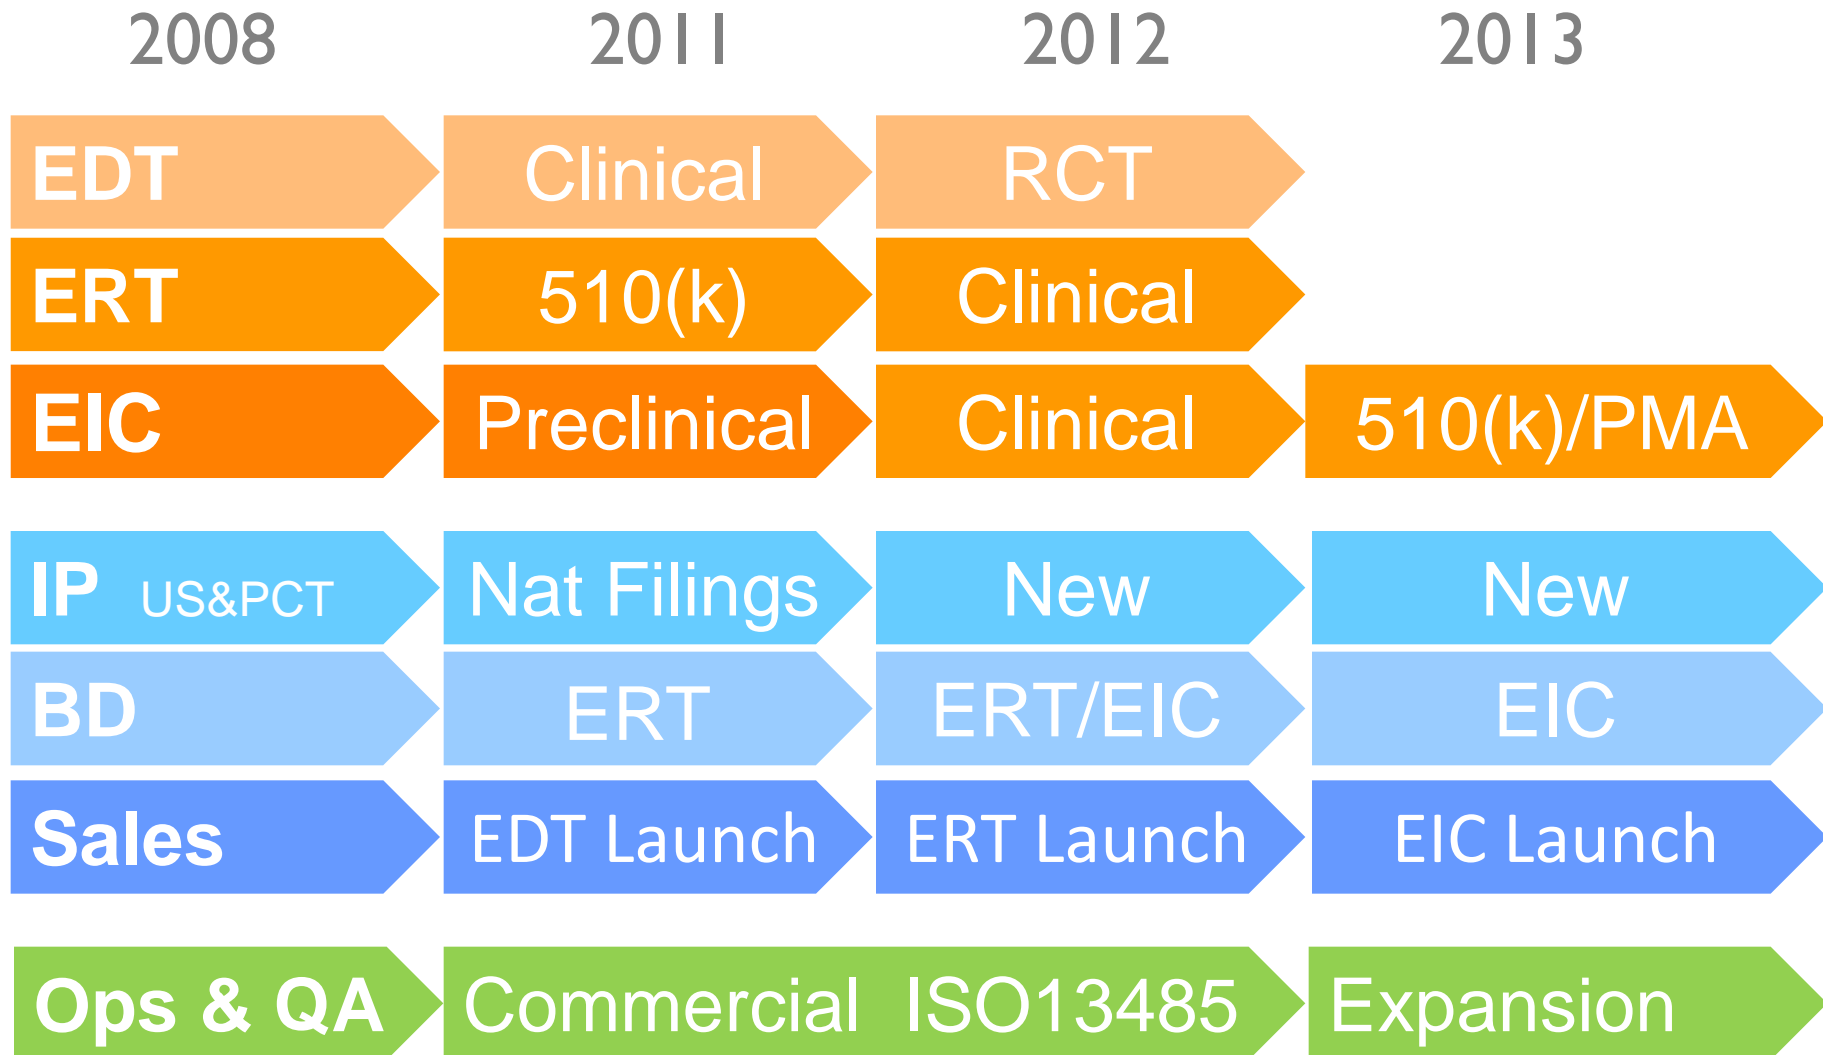 2008 2011 2012 2013
EDT Clinical RCT
ERT 510(k) Clinical
EIC Preclinical Clinical 510(k)/PMA
IP US&PCT Nat Filings New New
BD ERT ERT/EIC EIC
Sales EDT Launch ERT Launch EIC Launch
Ops & QA Commercial ISO13485 Expansion